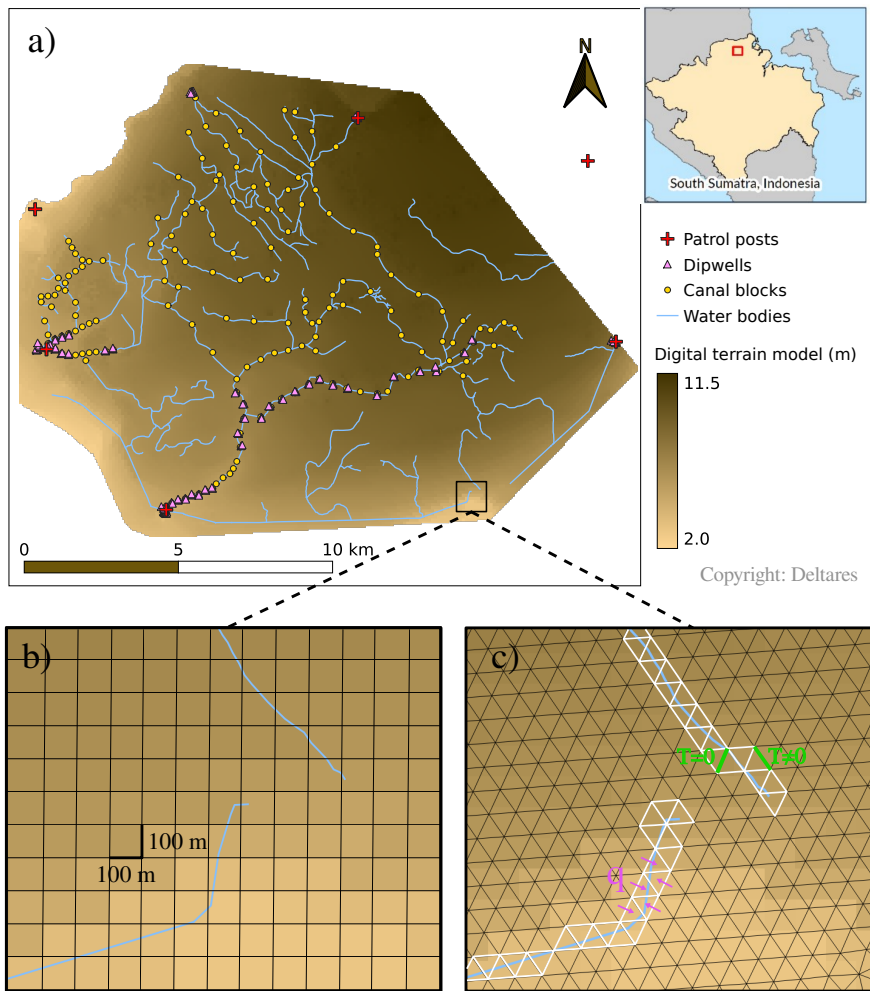 a)
N
South Sumatra, Indonesia
Patrol posts
Dipwells
Canal blocks
Water bodies
Digital terrain model (m)
11.5
2.0
0 5 10 km
Copyright: Deltares
b)
100 m
100 m
c)
T=0 T≠0
q